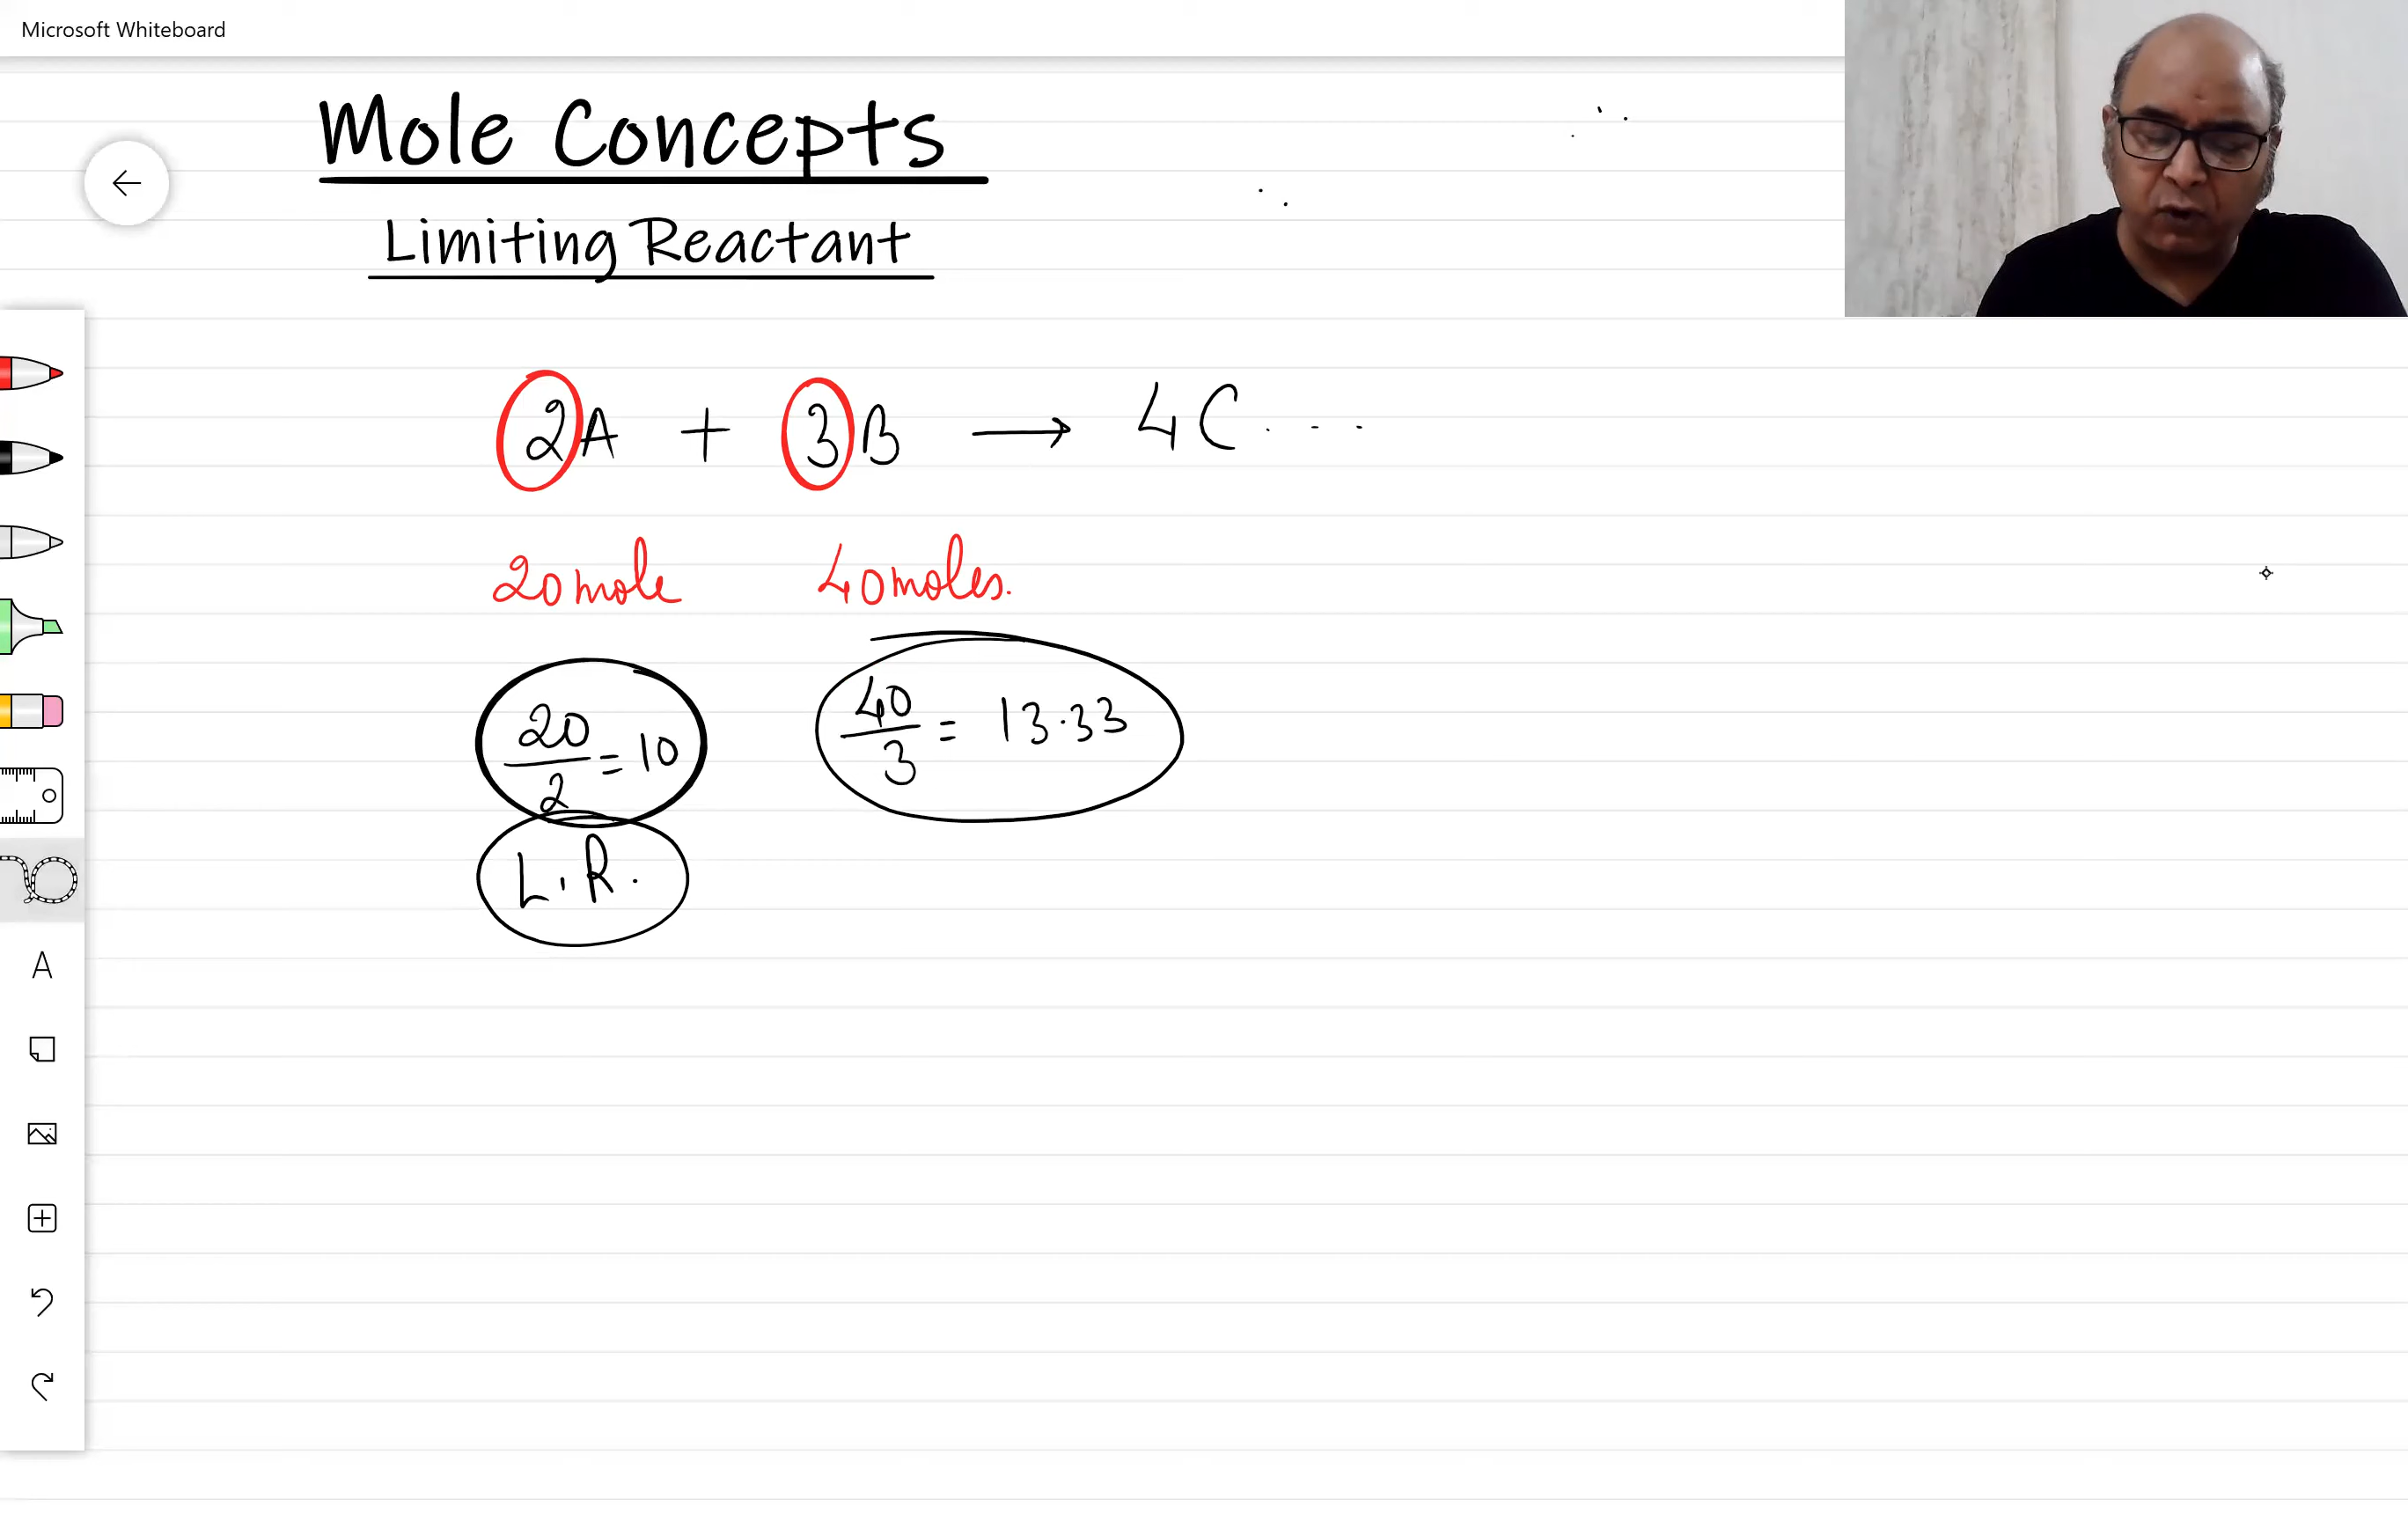 Microsoft Whiteboard
Mole Concepts
Limiting Reactant
2A + 3B → 4C ...
20 mole 40 moles.
20/2 = 10 40/3 = 13.33
L.R.
A